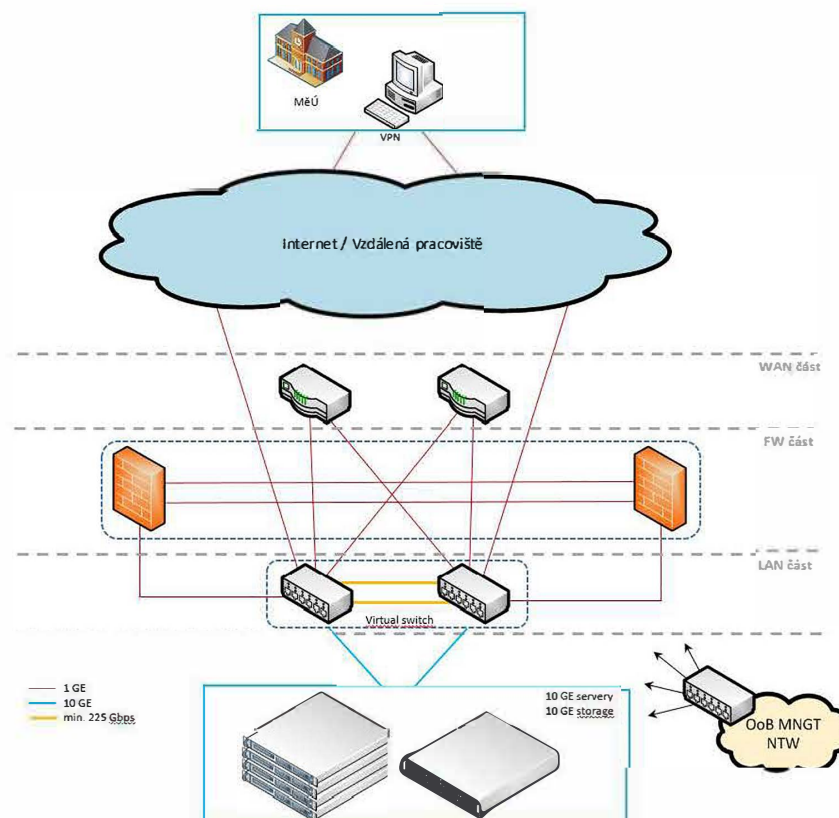 MěÚ
VPN
Internet / Vzdálená pracoviště
WAN část
FW část
LAN část
Virtual switch
1 GE
10 GE
min. 225 Gbps
10 GE servery
10 GE storage
OoB MNGT
NTW